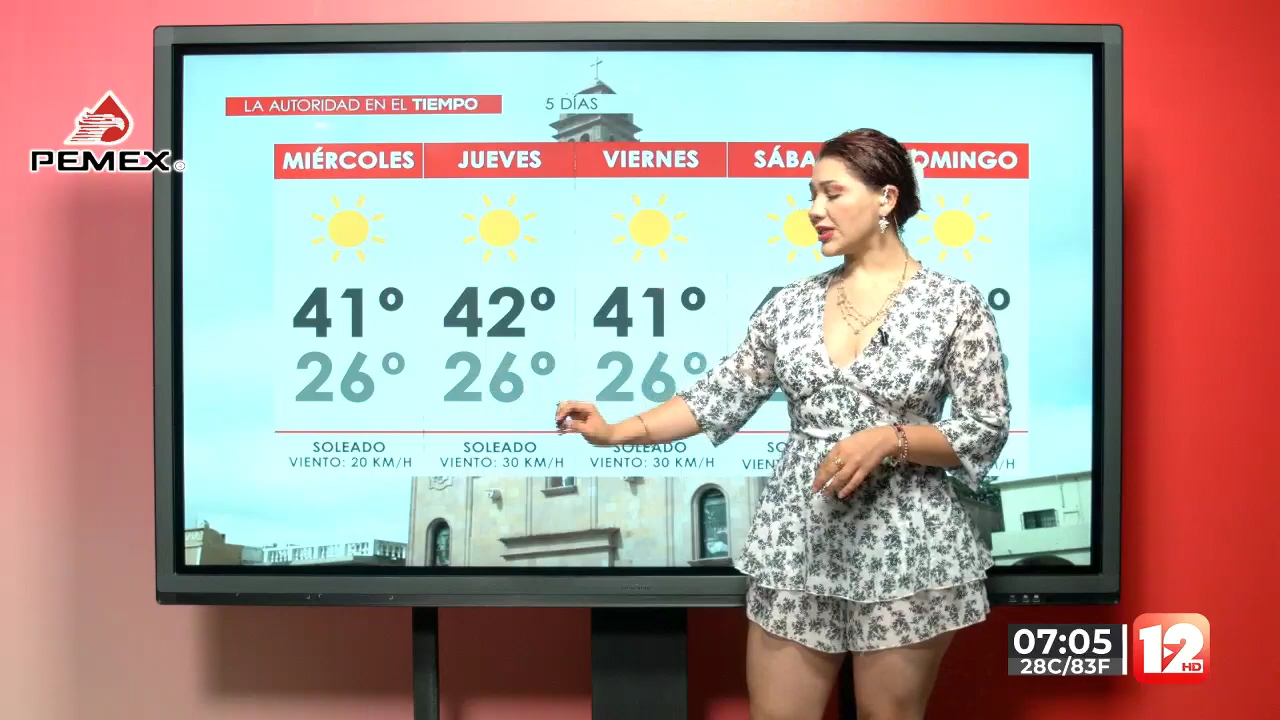 PEMEX
LA AUTORIDAD EN EL TIEMPO 5 DÍAS
MIÉRCOLES JUEVES VIERNES
41° 42° 41°
26° 26° 26°
SOLEADO SOLEADO SOLEADO
VIENTO: 20 KM/H VIENTO: 30 KM/H VIENTO: 30 KM/H
07:05
28C/83F
12
HD